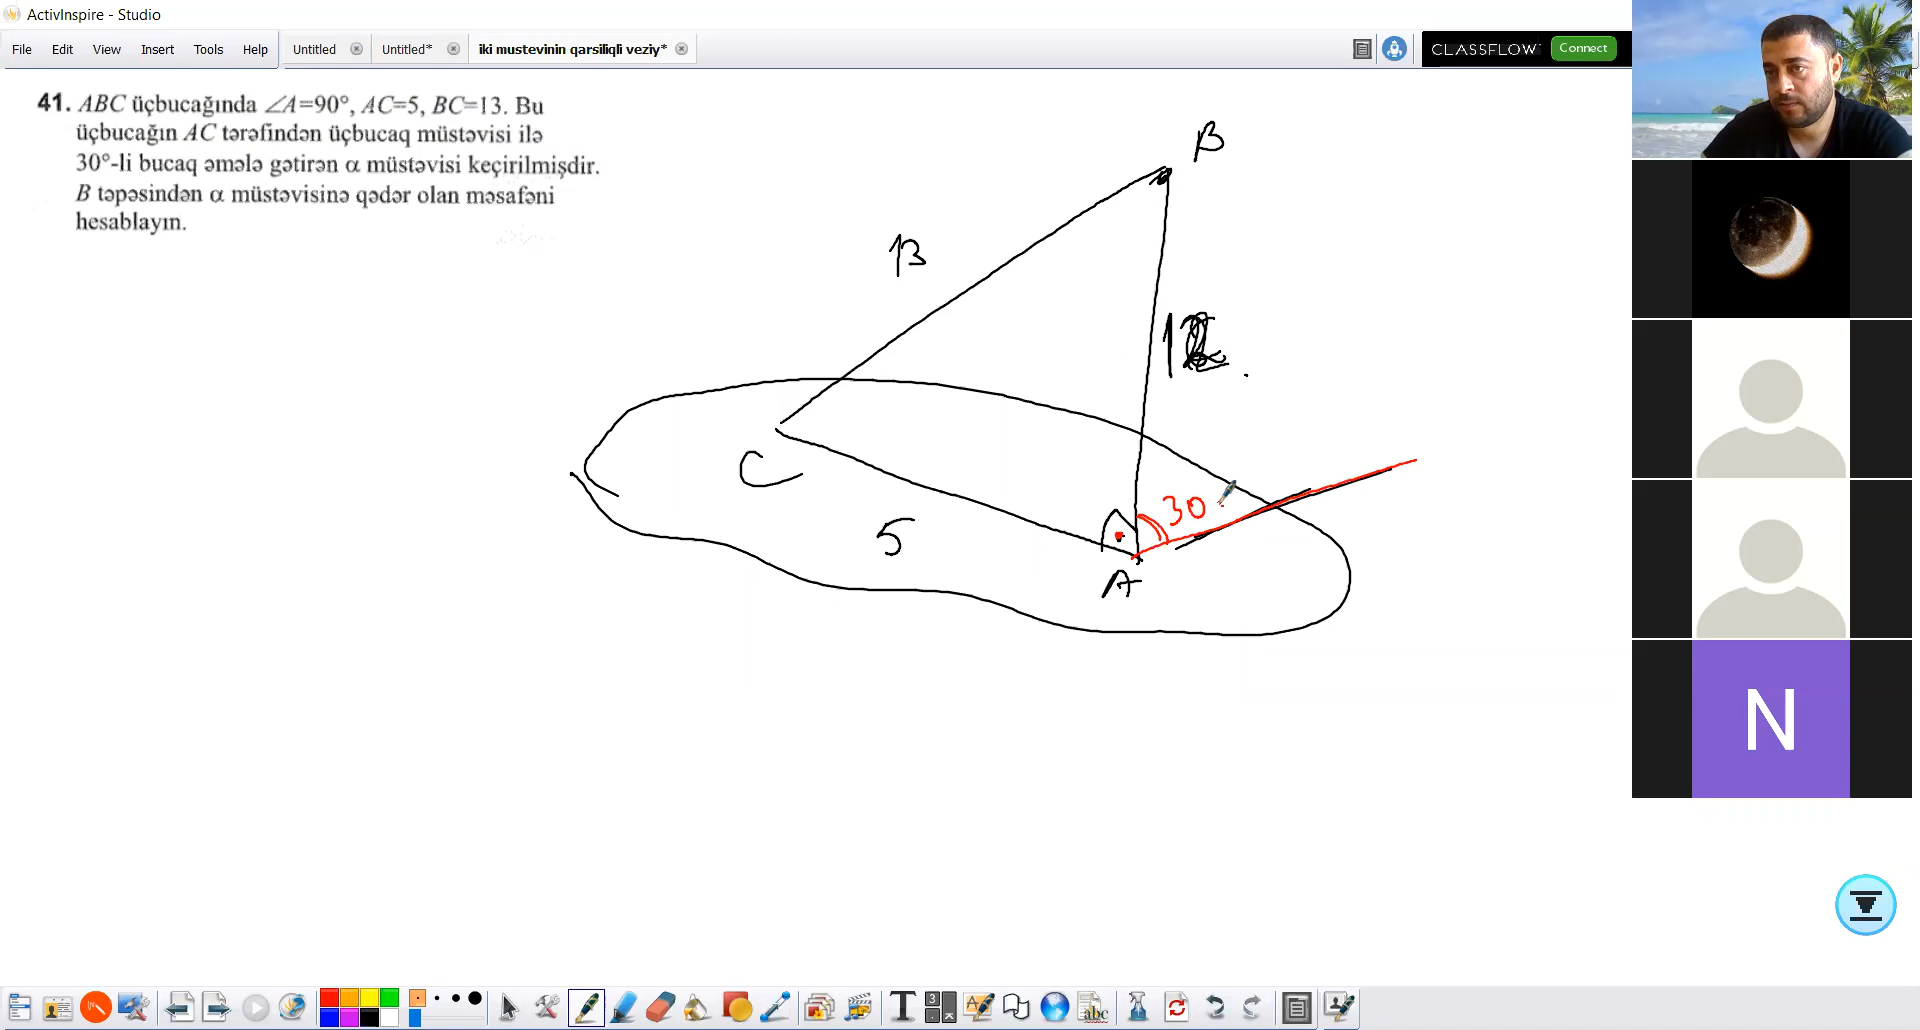 ActivInspire - Studio
File Edit View Insert Tools Help
Untitled Untitled* iki mustevinin qarsiliqli veziy*
CLASSFLOW Connect
41. ABC üçbucağında ∠A=90°, AC=5, BC=13. Bu
üçbucağın AC tərəfindən üçbucaq müstəvisi ilə
30°-li bucaq əmələ gətirən α müstəvisi keçirilmişdir.
B təpəsindən α müstəvisinə qədər olan məsafəni
hesablayın.
B
13
12
C
30
5
A
N
T
abc